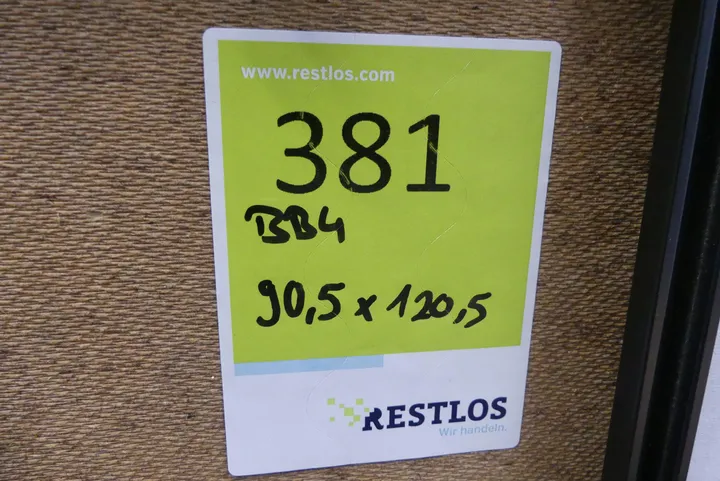 www.restlos.com
381
BB4
90,5 x 120,5
RESTLOS
Wir handeln.